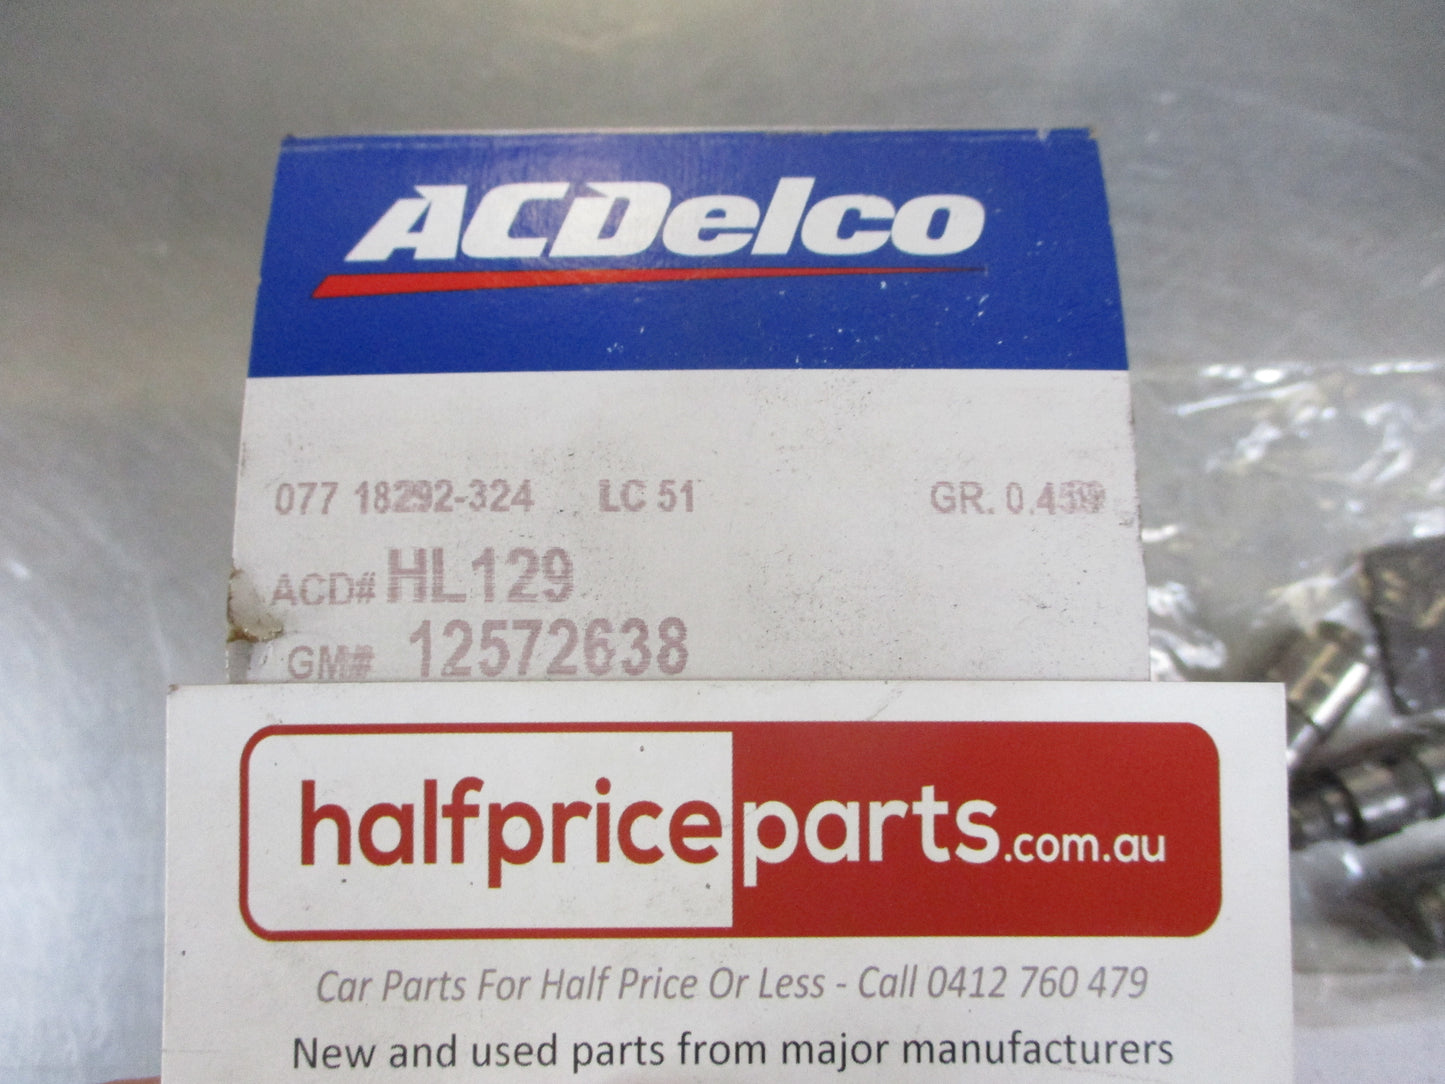 ACDelco
077 18292-324 LC 51 GR. 0.459
ACD# HL129
GM# 12572638
halfpriceparts.com.au
Car Parts For Half Price Or Less - Call 0412 760 479
New and used parts from major manufacturers